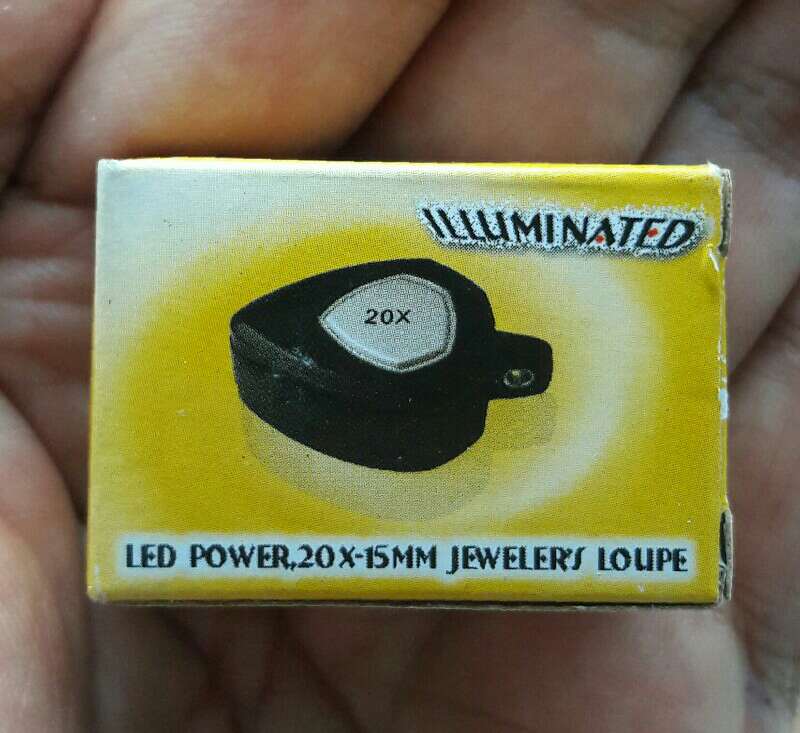 ILLUMINATED
20X
LED POWER,20X-15MM JEWELER'S LOUPE